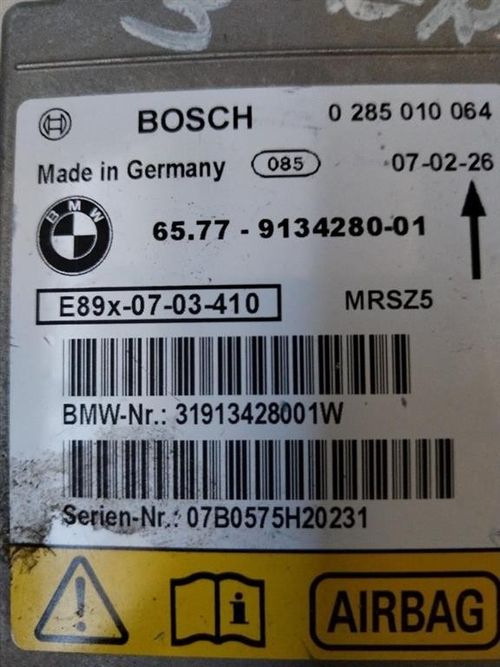 BOSCH 0 285 010 064
Made in Germany 085 07-02-26
BMW
65.77 - 9134280-01
E89x-07-03-410 MRSZ5
BMW-Nr.: 31913428001W
Serien-Nr.: 07B0575H20231
i
AIRBAG